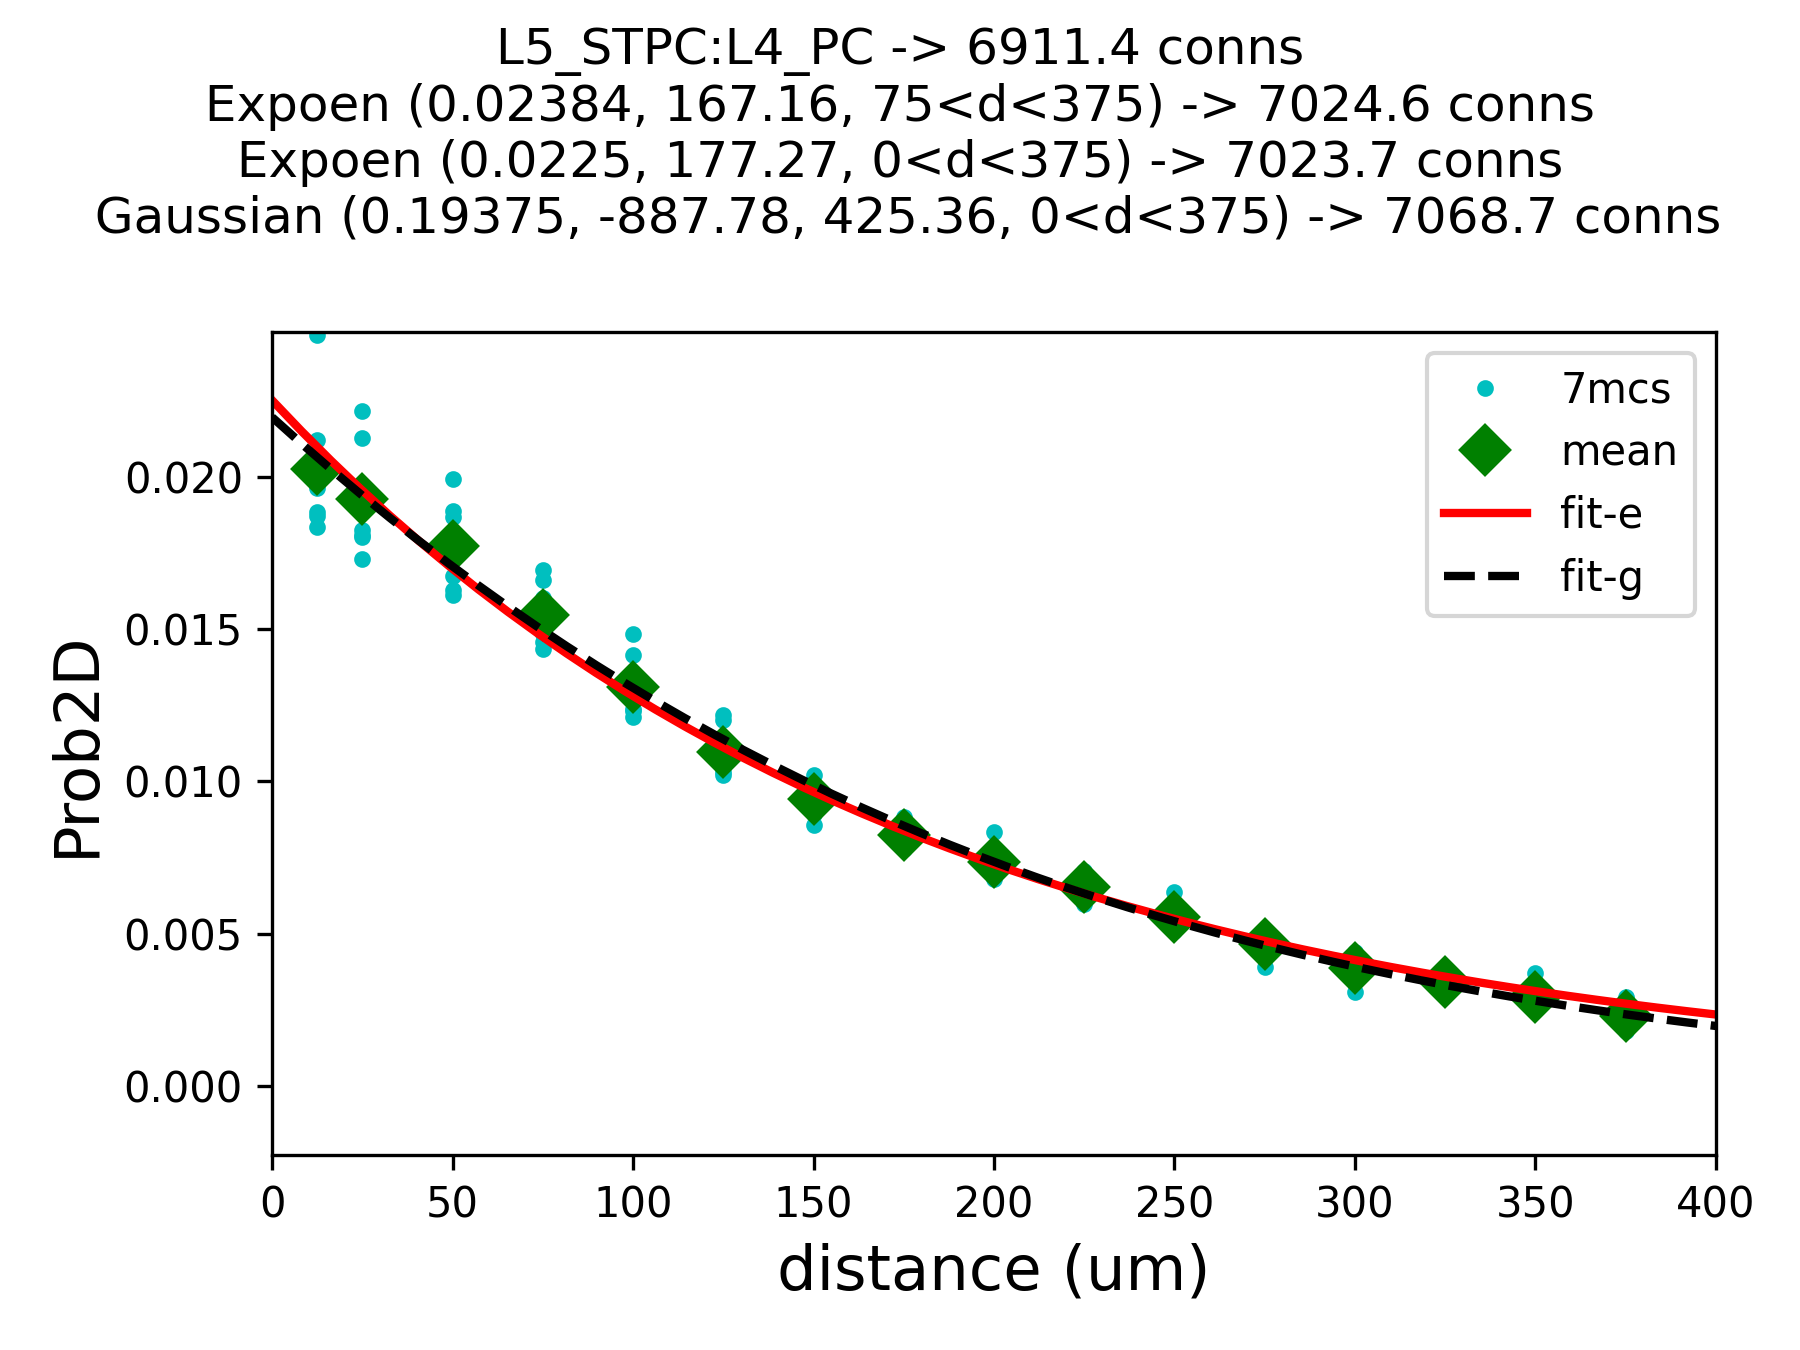 L5_STPC:L4_PC -> 6911.4 conns
Expoen (0.02384, 167.16, 75<d<375) -> 7024.6 conns
Expoen (0.0225, 177.27, 0<d<375) -> 7023.7 conns
Gaussian (0.19375, -887.78, 425.36, 0<d<375) -> 7068.7 conns
7mcs
mean
fit-e
fit-g
Prob2D
0.020
0.015
0.010
0.005
0.000
0 50 100 150 200 250 300 350 400
distance (um)